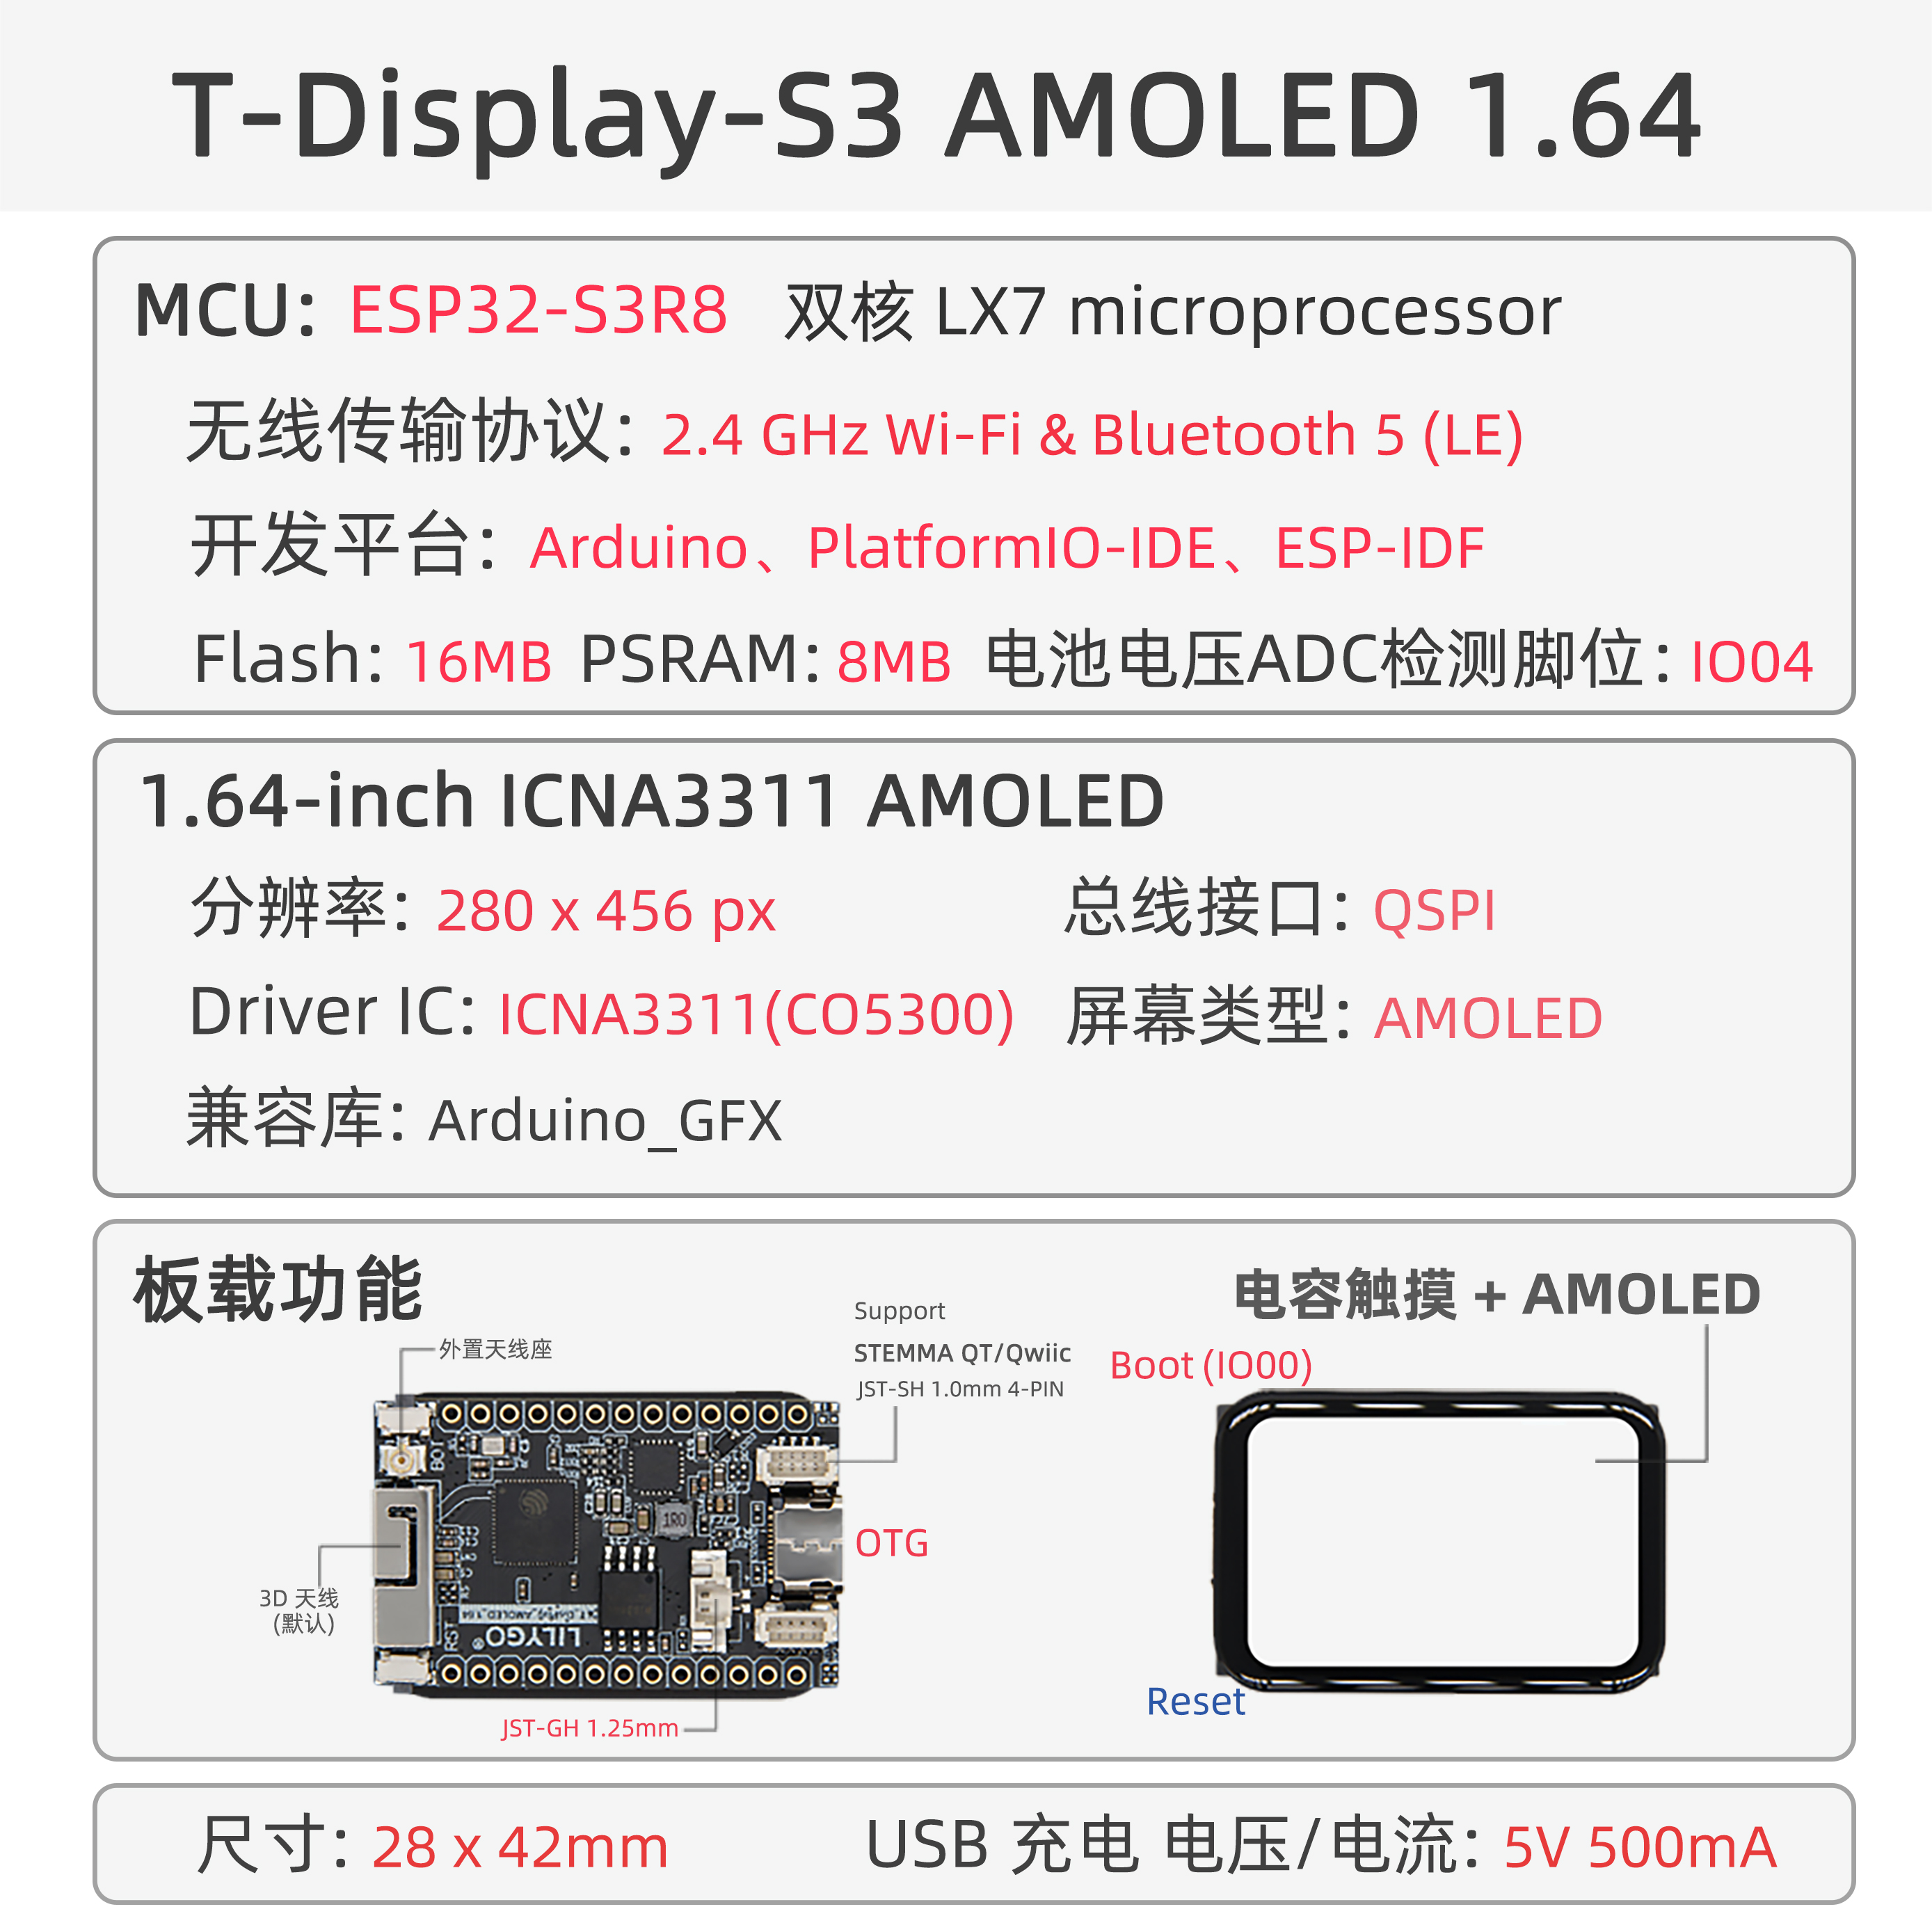 T-Display-S3 AMOLED 1.64
MCU: ESP32-S3R8 双核 LX7 microprocessor
无线传输协议: 2.4 GHz Wi-Fi & Bluetooth 5 (LE)
开发平台: Arduino、PlatformIO-IDE、ESP-IDF
Flash: 16MB PSRAM: 8MB 电池电压ADC检测脚位: IO04
1.64-inch ICNA3311 AMOLED
分辨率: 280 x 456 px 总线接口: QSPI
Driver IC: ICNA3311(CO5300) 屏幕类型: AMOLED
兼容库: Arduino_GFX
板载功能
电容触摸 + AMOLED
外置天线座
Support
STEMMA QT/Qwiic
JST-SH 1.0mm 4-PIN
Boot (IO00)
BOT
1R0
OTG
3D 天线
(默认)
RST
LILYGO®
JST-GH 1.25mm
Reset
尺寸: 28 x 42mm USB 充电 电压/电流: 5V 500mA